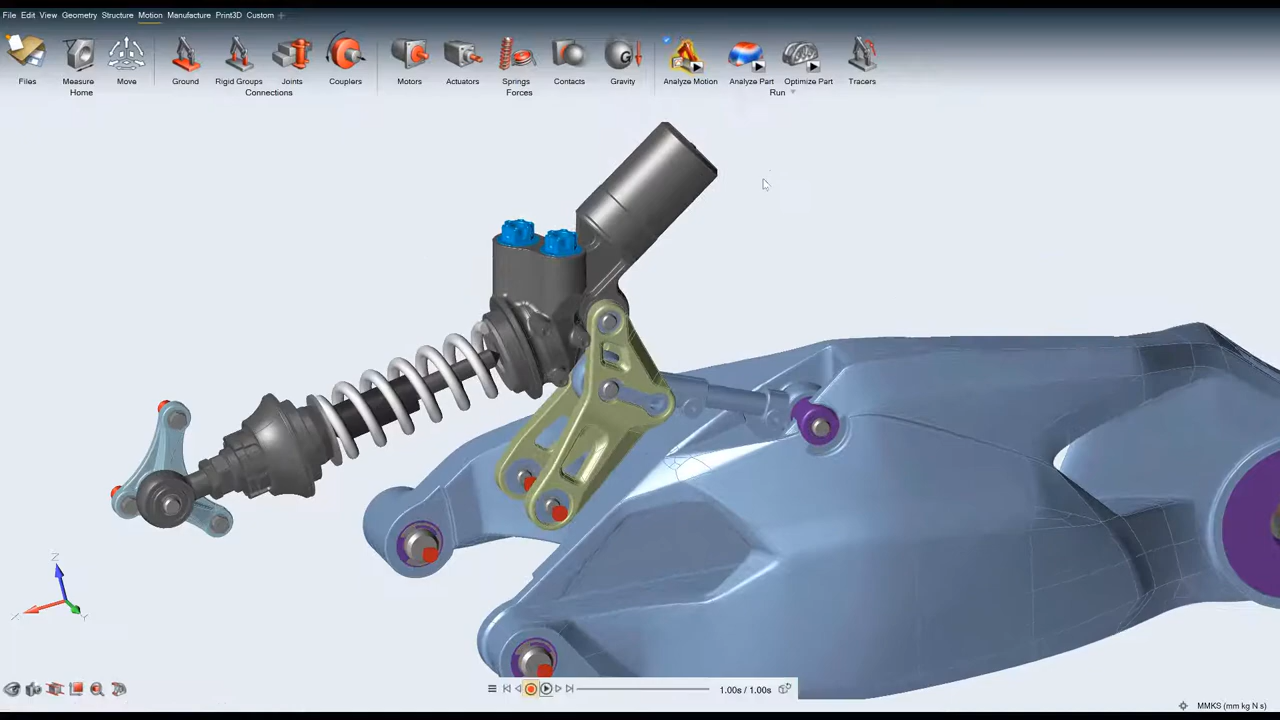 File Edit View Geometry Structure Motion Manufacture Print3D Custom +
Files Measure Move Ground Rigid Groups Joints Couplers Motors Actuators Springs Contacts Gravity Analyze Motion Analyze Part Optimize Part Tracers
Home Connections Forces Run
G
Z
X Y
1.00s / 1.00s
MMKS (mm kg N s)